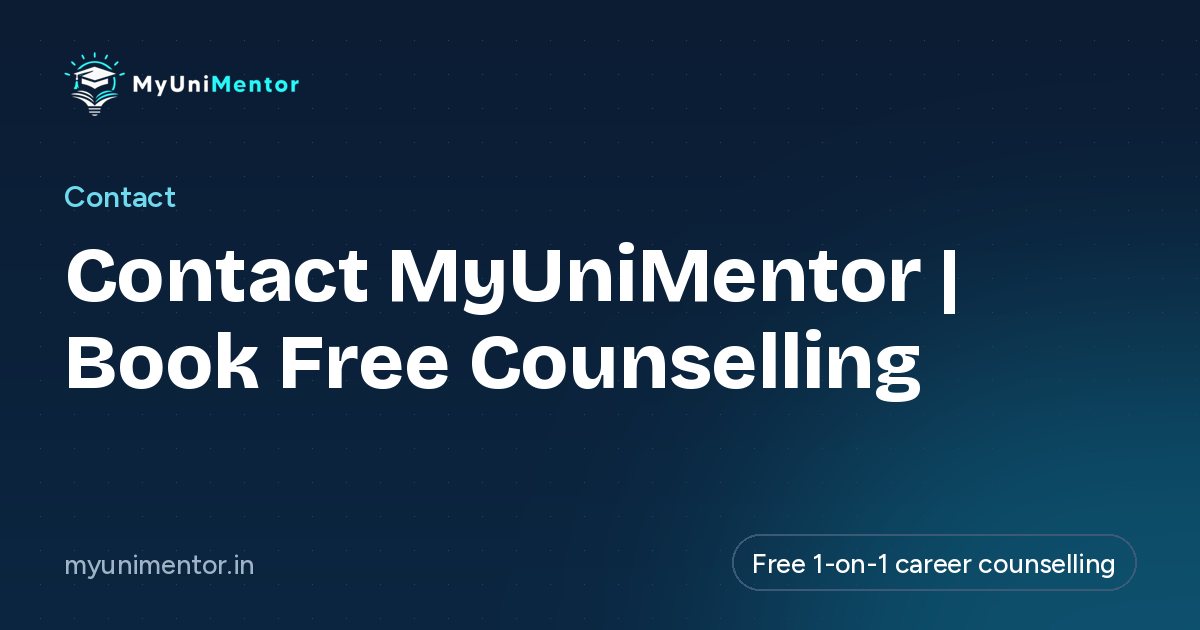 MyUniMentor
Contact
Contact MyUniMentor |
Book Free Counselling
myunimentor.in
Free 1-on-1 career counselling